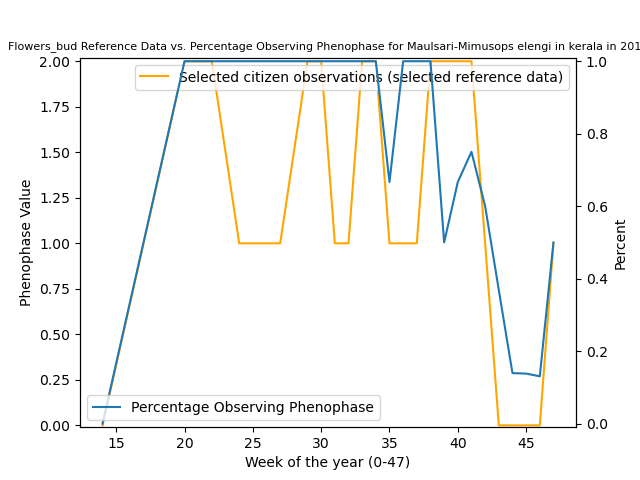 Flowers_bud Reference Data vs. Percentage Observing Phenophase for Maulsari-Mimusops elengi in kerala in 201
Selected citizen observations (selected reference data)
Percentage Observing Phenophase
Phenophase Value
2.00
1.75
1.50
1.25
1.00
0.75
0.50
0.25
0.00
1.0
0.8
0.6
0.4
0.2
0.0
Percent
15 20 25 30 35 40 45
Week of the year (0-47)